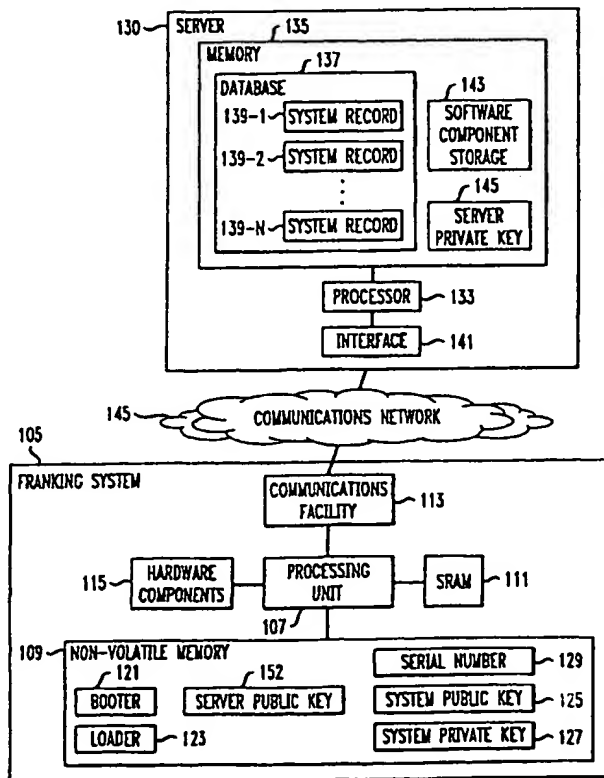 130 SERVER
135
MEMORY
137
DATABASE
139-1 SYSTEM RECORD
139-2 SYSTEM RECORD
139-N SYSTEM RECORD
143
SOFTWARE
COMPONENT
STORAGE
145
SERVER
PRIVATE KEY
PROCESSOR 133
INTERFACE 141
145 COMMUNICATIONS NETWORK
105
FRANKING SYSTEM
COMMUNICATIONS
FACILITY
113
115 HARDWARE
COMPONENTS
PROCESSING
UNIT
107
SRAM 111
109 NON-VOLATILE MEMORY
121
BOOTER
LOADER 123
152
SERVER PUBLIC KEY
SERIAL NUMBER 129
SYSTEM PUBLIC KEY 125
SYSTEM PRIVATE KEY 127